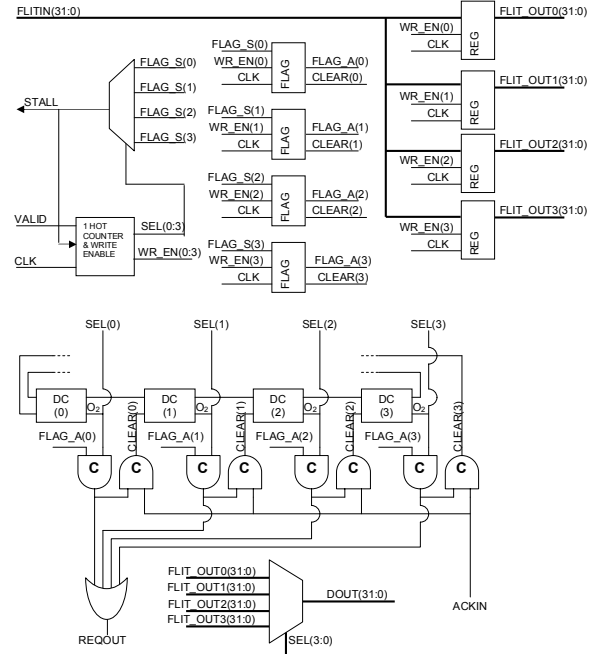 FLITIN(31:0)
FLIT_OUT0(31:0)
WR_EN(0)
CLK
REG
FLIT_OUT1(31:0)
WR_EN(1)
CLK
REG
FLIT_OUT2(31:0)
WR_EN(2)
CLK
REG
FLIT_OUT3(31:0)
WR_EN(3)
CLK
REG
FLAG_S(0)
FLAG_S(1)
FLAG_S(2)
FLAG_S(3)
STALL
VALID
CLK
1 HOT
COUNTER
& WRITE
ENABLE
SEL(0:3)
WR_EN(0:3)
FLAG_S(0)
WR_EN(0)
CLK
FLAG
FLAG_A(0)
CLEAR(0)
FLAG_S(1)
WR_EN(1)
CLK
FLAG
FLAG_A(1)
CLEAR(1)
FLAG_S(2)
WR_EN(2)
CLK
FLAG
FLAG_A(2)
CLEAR(2)
FLAG_S(3)
WR_EN(3)
CLK
FLAG
FLAG_A(3)
CLEAR(3)
SEL(0) SEL(1) SEL(2) SEL(3)
DC
(0)
O2
CLEAR(0)
DC
(1)
O2
CLEAR(1)
DC
(2)
O2
CLEAR(2)
DC
(3)
O2
CLEAR(3)
FLAG_A(0) FLAG_A(1) FLAG_A(2) FLAG_A(3)
C C C C C C C C
FLIT_OUT0(31:0)
FLIT_OUT1(31:0)
FLIT_OUT2(31:0)
FLIT_OUT3(31:0)
DOUT(31:0)
ACKIN
REQOUT
SEL(3:0)